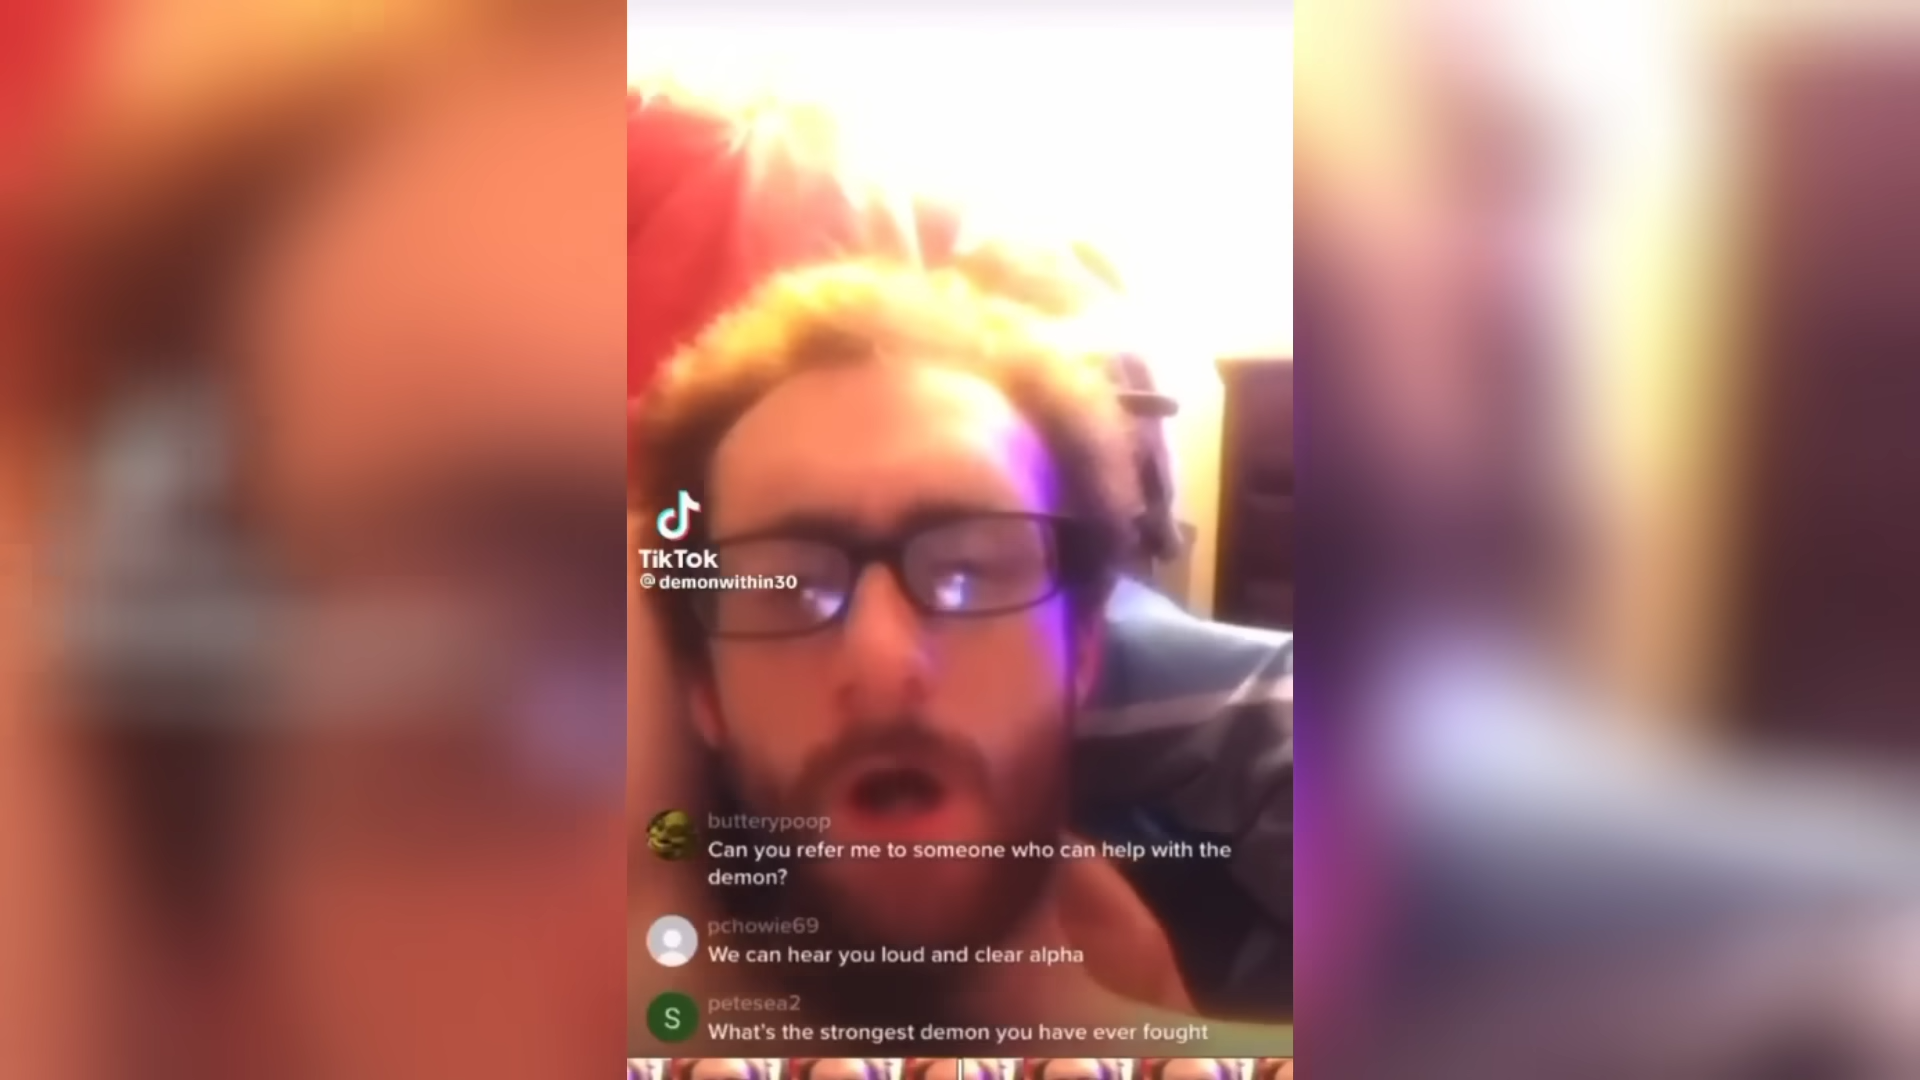 TikTok
@demonwithin30
butterypoop
Can you refer me to someone who can help with the
demon?
pchowie69
We can hear you loud and clear alpha
S
petesea2
What's the strongest demon you have ever fought